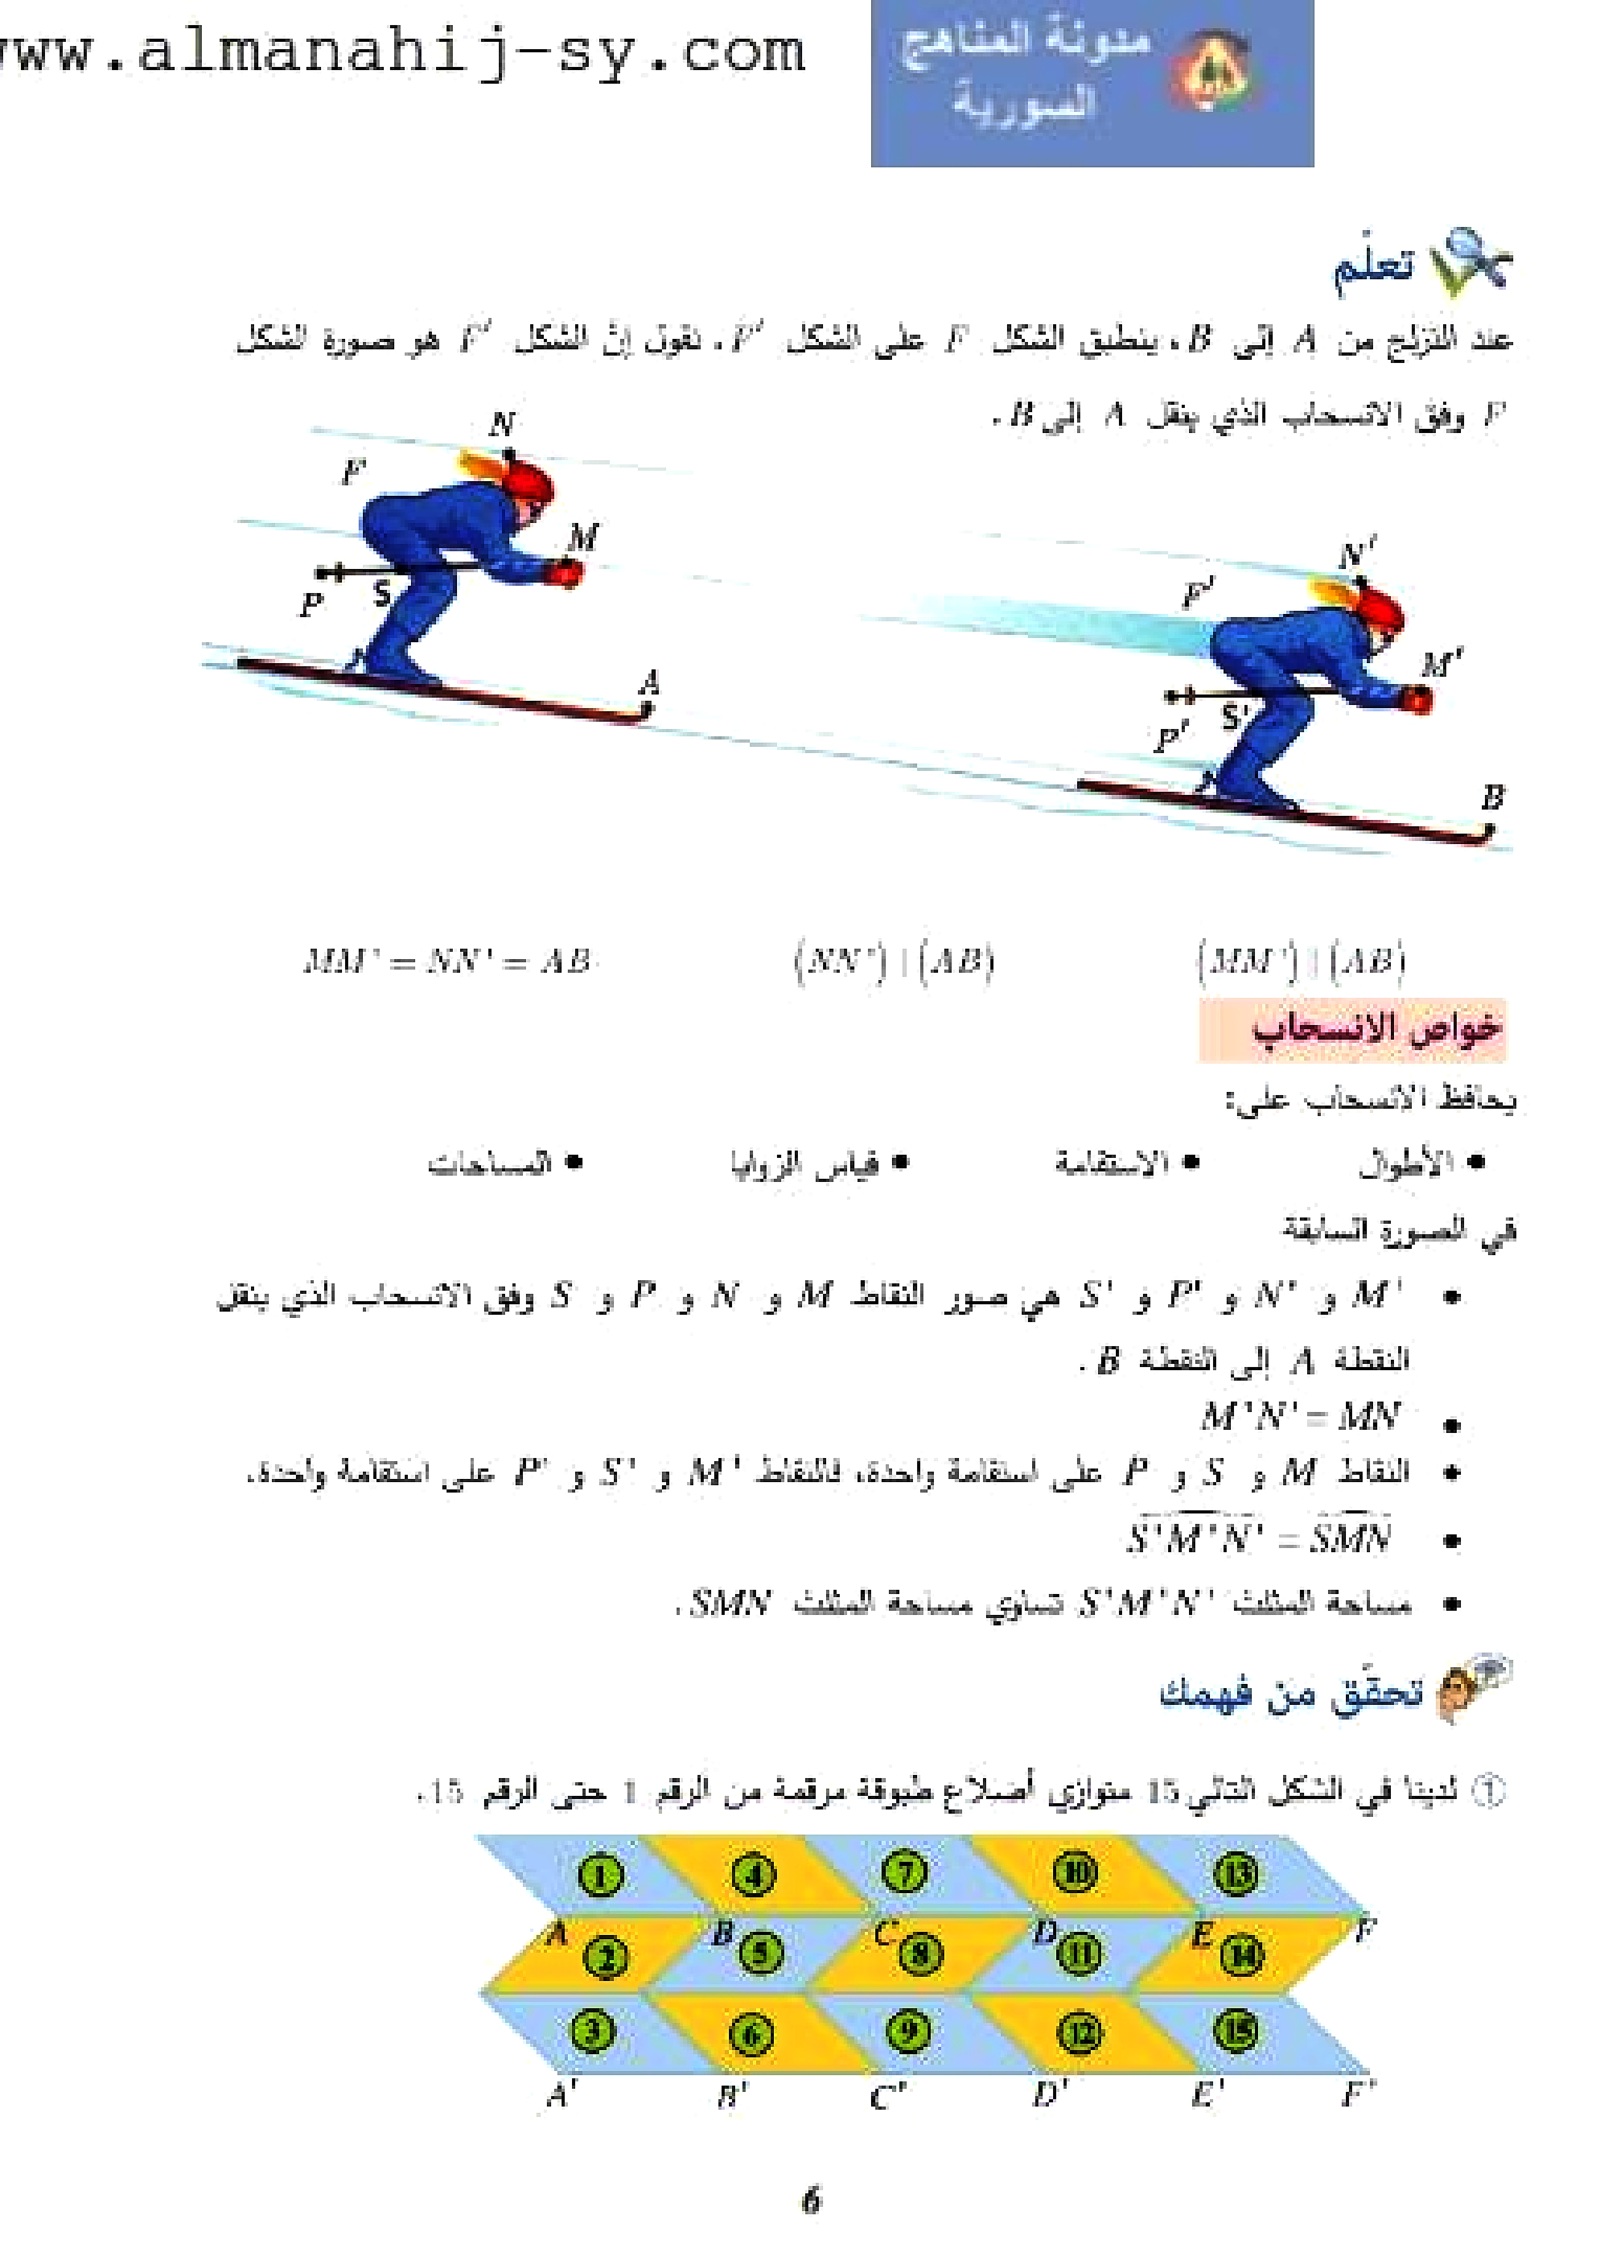 www.almanahij-sy.com
مدونة المناهج
السورية
تعلّم
عند التزلج من A إلى B، ينطبق الشكل F على الشكل F'، نقول إنّ الشكل F' هو صورة الشكل
F وفق الانسحاب الذي ينقل A إلى B.
N
F
M
P
S
A
N'
F'
M'
P'
S'
B
(MM') || (AB)
(NN') || (AB)
MM' = NN' = AB
خواص الانسحاب
يحافظ الانسحاب على:
• الأطوال • الاستقامة • قياس الزوايا • المساحات
في الصورة السابقة
• M' و N' و P' و S' هي صور النقاط M و N و P و S وفق الانسحاب الذي ينقل
النقطة A إلى النقطة B .
• M'N' = MN
• النقاط M و S و P على استقامة واحدة، فالنقاط M' و S' و P' على استقامة واحدة.
• S'M'N' = SMN
• مساحة المثلث S'M'N' تساوي مساحة المثلث SMN.
تحقّق من فهمك
① لدينا في الشكل التالي 15 متوازي أضلاع طبوقة مرقمة من الرقم 1 حتى الرقم 15.
1 4 7 10 13
A B C D E F
2 5 8 11 14
3 6 9 12 15
A' B' C' D' E' F'
6